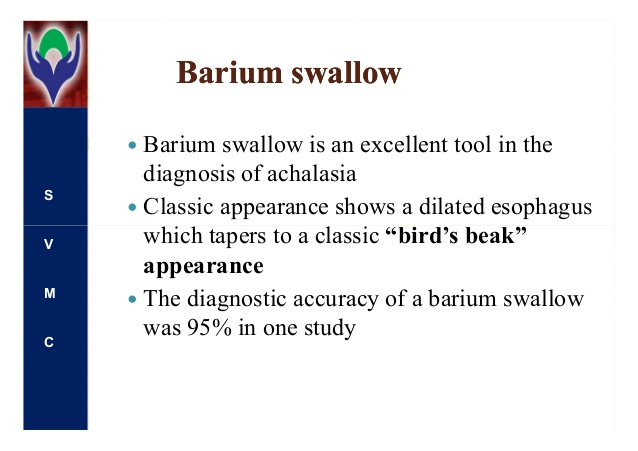 Barium swallow
• Barium swallow is an excellent tool in the
diagnosis of achalasia
• Classic appearance shows a dilated esophagus
which tapers to a classic “bird’s beak”
appearance
• The diagnostic accuracy of a barium swallow
was 95% in one study
S
V
M
C